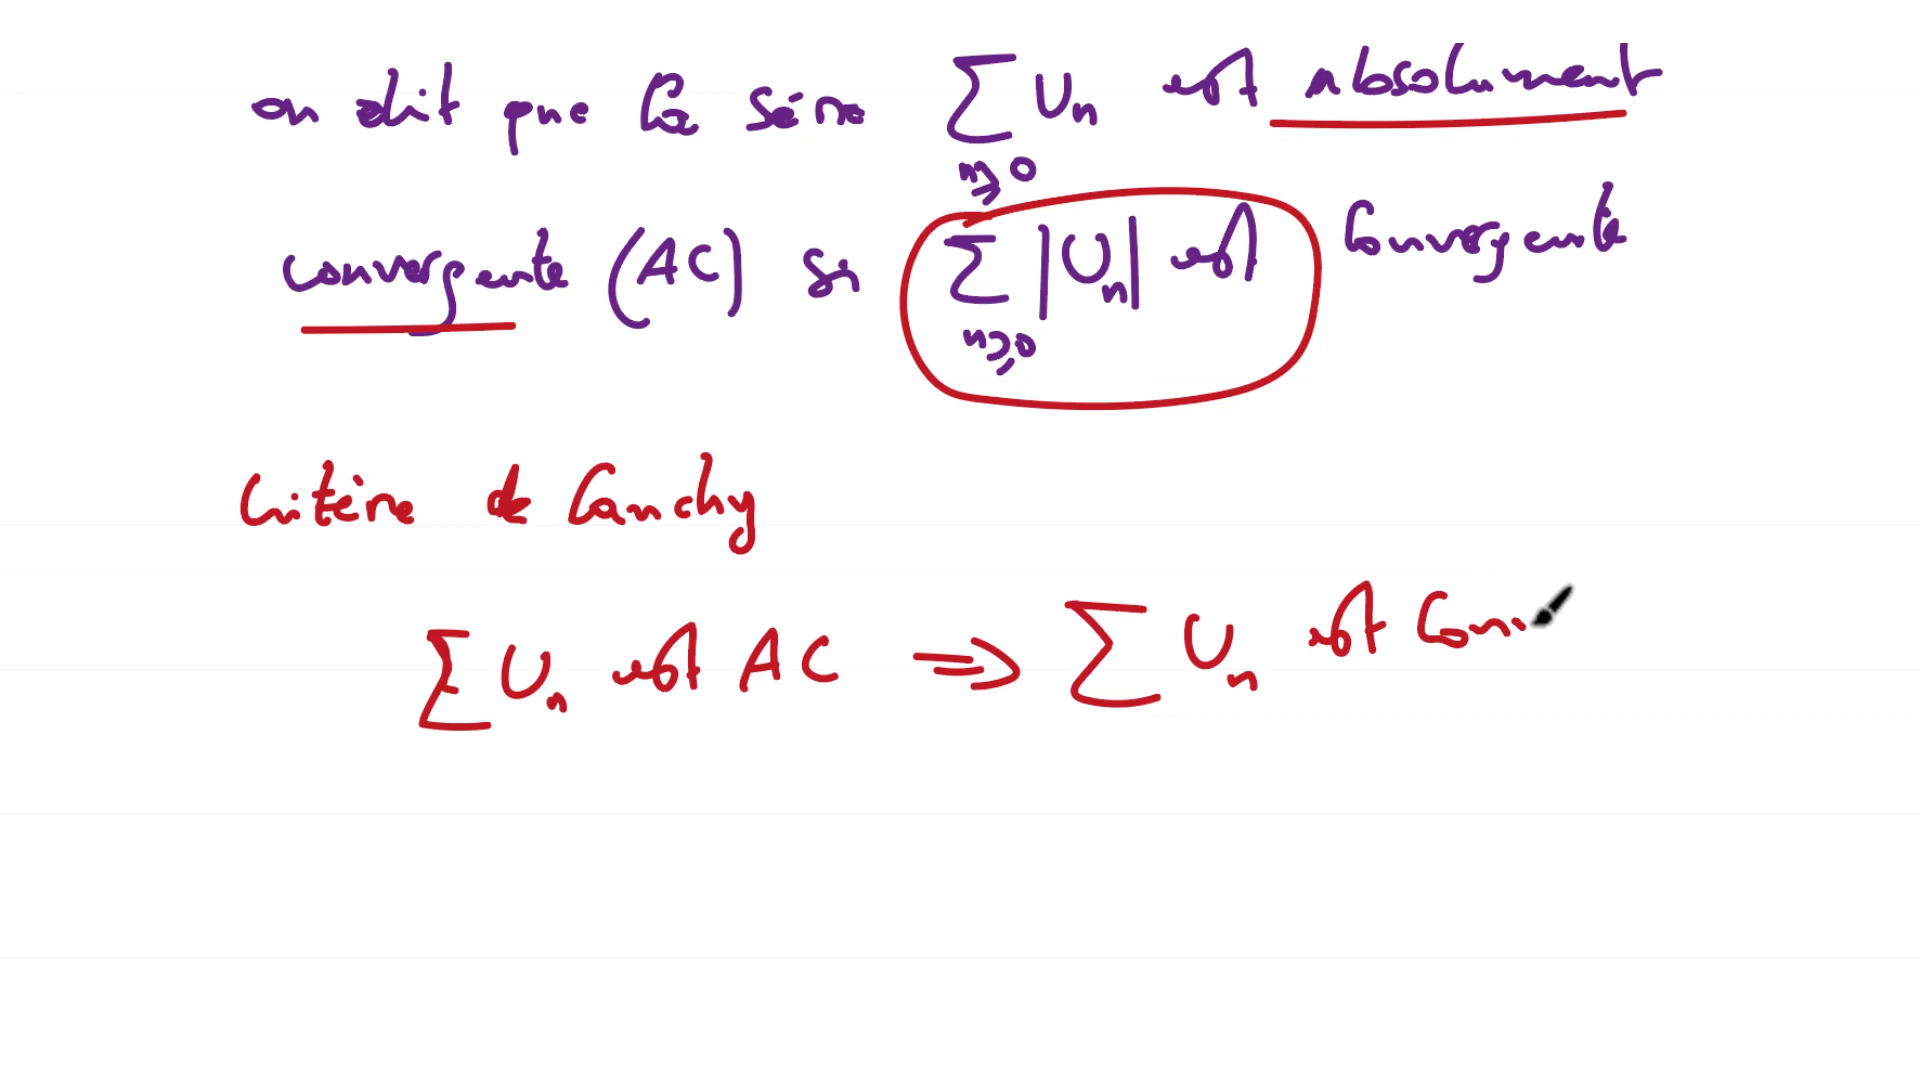 on dit que la série ∑ Un est absolument
n≥0
convergente (AC) si ∑ |Un| est convergente
n≥0
Critère de Cauchy
∑ Un est AC ⇒ ∑ Un est Conv